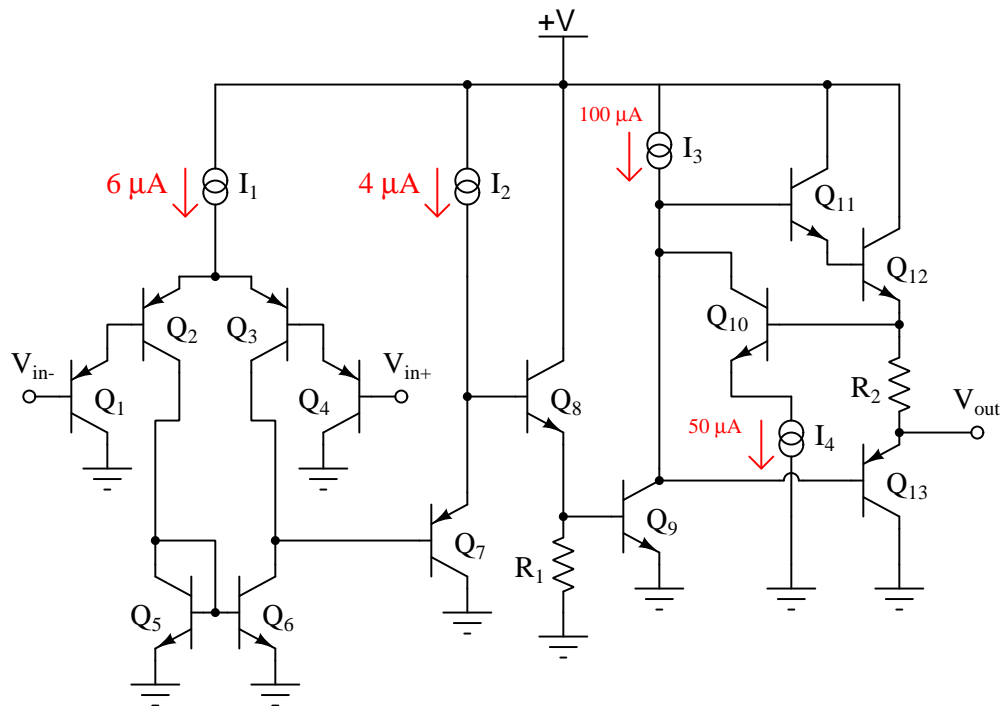 +V
100 µA
I3
6 µA
I1
4 µA
I2
Q11
Q12
Q2
Q3
Q10
Vin-
Vin+
Q1
Q4
Q8
R2
Vout
50 µA
I4
Q7
Q9
Q13
R1
Q5
Q6